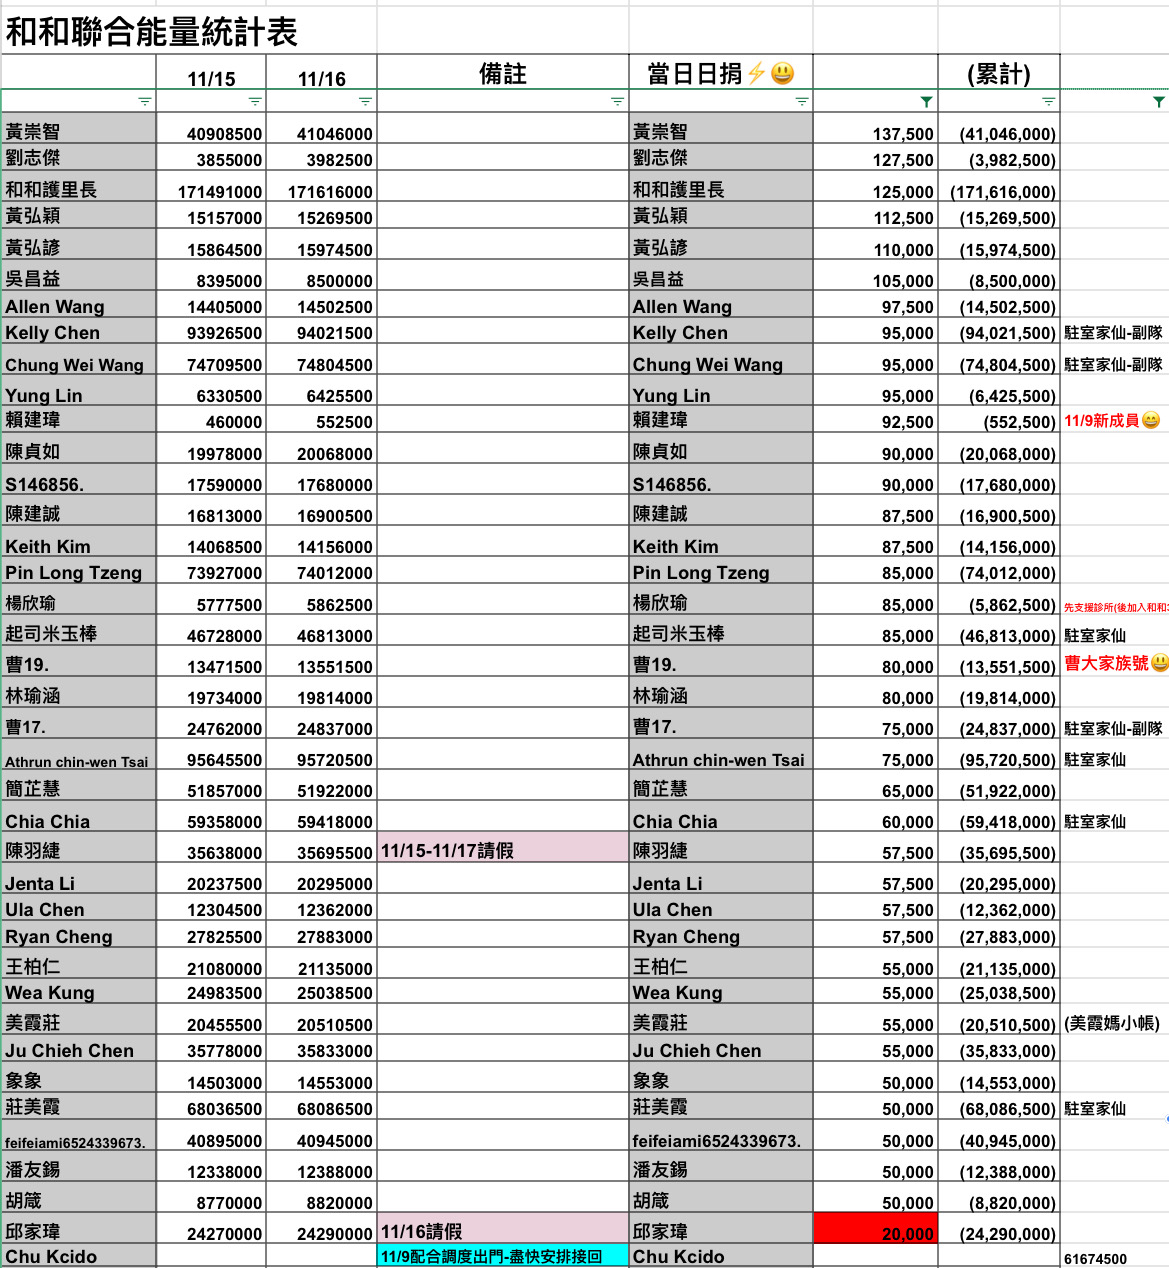 和和聯合能量統計表
11/15 11/16 備註 當日日捐⚡😃 (累計)
黃崇智 40908500 41046000 黃崇智 137,500 (41,046,000)
劉志傑 3855000 3982500 劉志傑 127,500 (3,982,500)
和和護里長 171491000 171616000 和和護里長 125,000 (171,616,000)
黃弘穎 15157000 15269500 黃弘穎 112,500 (15,269,500)
黃弘諺 15864500 15974500 黃弘諺 110,000 (15,974,500)
吳昌益 8395000 8500000 吳昌益 105,000 (8,500,000)
Allen Wang 14405000 14502500 Allen Wang 97,500 (14,502,500)
Kelly Chen 93926500 94021500 Kelly Chen 95,000 (94,021,500) 駐室家仙-副隊
Chung Wei Wang 74709500 74804500 Chung Wei Wang 95,000 (74,804,500) 駐室家仙-副隊
Yung Lin 6330500 6425500 Yung Lin 95,000 (6,425,500)
賴建瑋 460000 552500 賴建瑋 92,500 (552,500) 11/9新成員😄
陳貞如 19978000 20068000 陳貞如 90,000 (20,068,000)
S146856. 17590000 17680000 S146856. 90,000 (17,680,000)
陳建誠 16813000 16900500 陳建誠 87,500 (16,900,500)
Keith Kim 14068500 14156000 Keith Kim 87,500 (14,156,000)
Pin Long Tzeng 73927000 74012000 Pin Long Tzeng 85,000 (74,012,000)
楊欣瑜 5777500 5862500 楊欣瑜 85,000 (5,862,500) 先支援診所(後加入和和
起司米玉棒 46728000 46813000 起司米玉棒 85,000 (46,813,000) 駐室家仙
曹19. 13471500 13551500 曹19. 80,000 (13,551,500) 曹大家族號😃
林瑜涵 19734000 19814000 林瑜涵 80,000 (19,814,000)
曹17. 24762000 24837000 曹17. 75,000 (24,837,000) 駐室家仙-副隊
Athrun chin-wen Tsai 95645500 95720500 Athrun chin-wen Tsai 75,000 (95,720,500) 駐室家仙
簡芷慧 51857000 51922000 簡芷慧 65,000 (51,922,000)
Chia Chia 59358000 59418000 Chia Chia 60,000 (59,418,000) 駐室家仙
陳羽緁 35638000 35695500 11/15-11/17請假 陳羽緁 57,500 (35,695,500)
Jenta Li 20237500 20295000 Jenta Li 57,500 (20,295,000)
Ula Chen 12304500 12362000 Ula Chen 57,500 (12,362,000)
Ryan Cheng 27825500 27883000 Ryan Cheng 57,500 (27,883,000)
王柏仁 21080000 21135000 王柏仁 55,000 (21,135,000)
Wea Kung 24983500 25038500 Wea Kung 55,000 (25,038,500)
美霞莊 20455500 20510500 美霞莊 55,000 (20,510,500) (美霞媽小帳)
Ju Chieh Chen 35778000 35833000 Ju Chieh Chen 55,000 (35,833,000)
象象 14503000 14553000 象象 50,000 (14,553,000)
莊美霞 68036500 68086500 莊美霞 50,000 (68,086,500) 駐室家仙
feifeiami6524339673. 40895000 40945000 feifeiami6524339673. 50,000 (40,945,000)
潘友錫 12338000 12388000 潘友錫 50,000 (12,388,000)
胡箴 8770000 8820000 胡箴 50,000 (8,820,000)
邱家瑋 24270000 24290000 11/16請假 邱家瑋 20,000 (24,290,000)
Chu Kcido 11/9配合調度出門-盡快安排接回 Chu Kcido 61674500